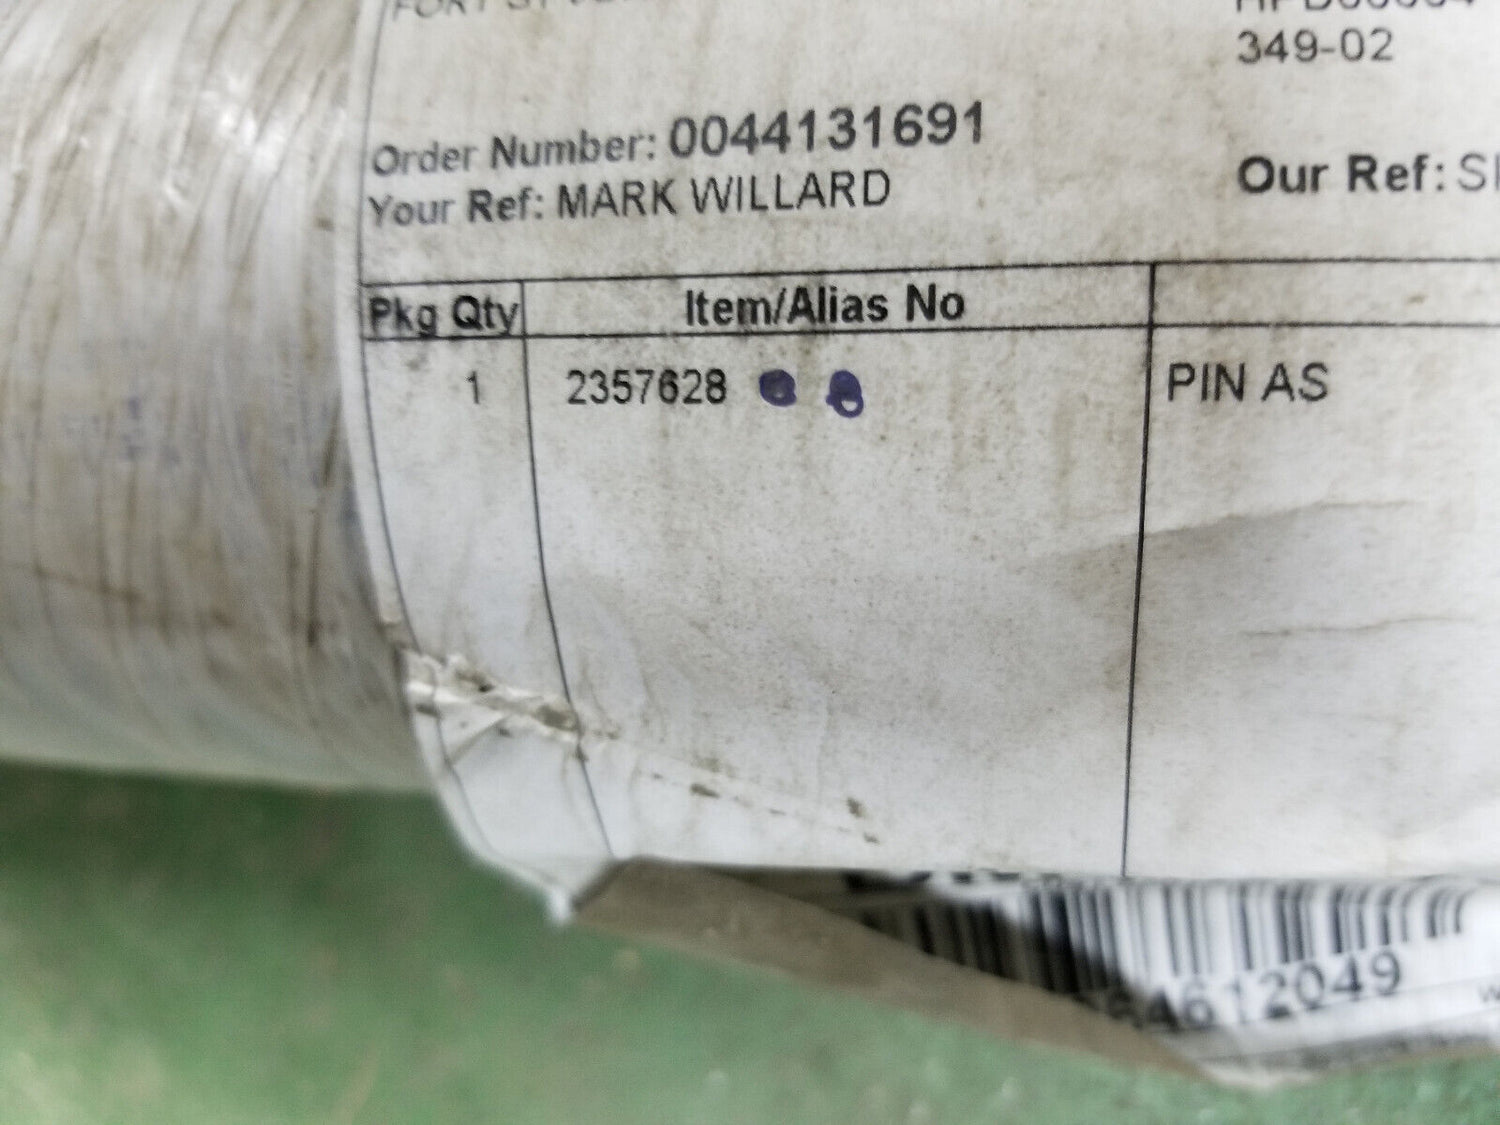 349-02
Order Number: 0044131691
Your Ref: MARK WILLARD
Our Ref:
Pkg Qty Item/Alias No
1 2357628 PIN AS
4612049